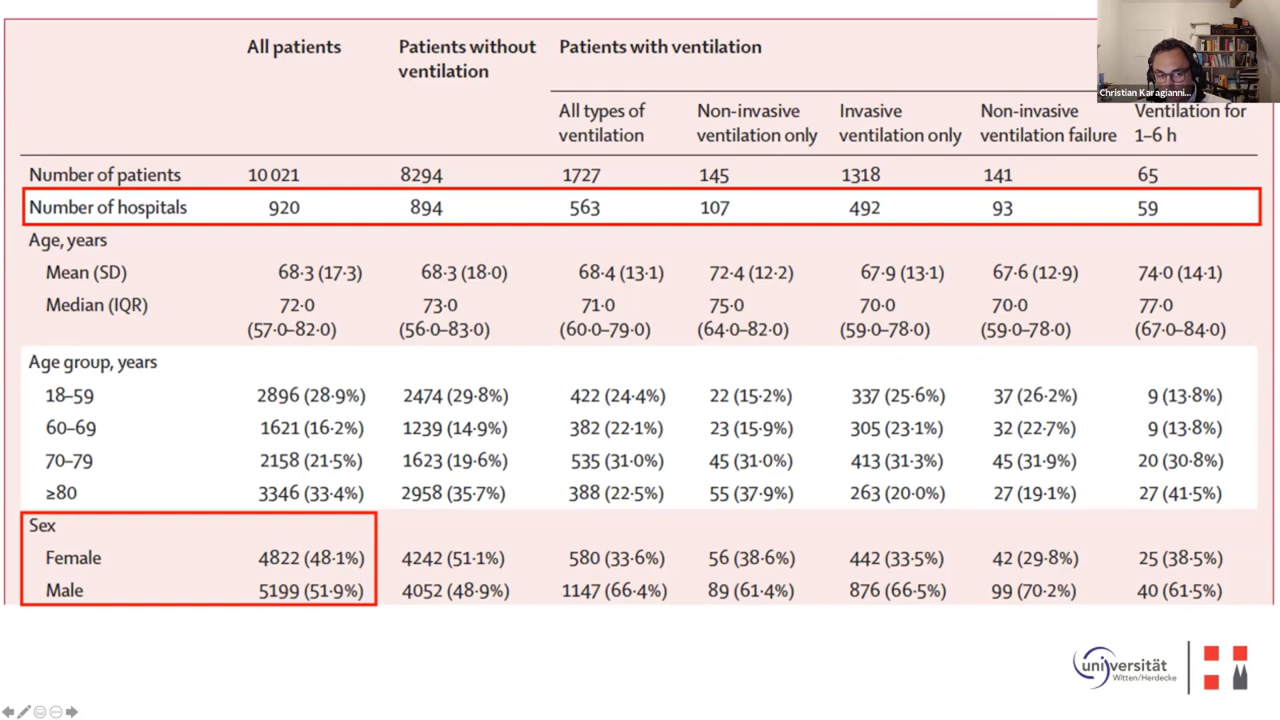 All patients Patients without ventilation Patients with ventilation
All types of ventilation Non-invasive ventilation only Invasive ventilation only Non-invasive ventilation failure Ventilation for 1–6 h
Christian Karagianni...
Number of patients 10 021 8294 1727 145 1318 141 65
Number of hospitals 920 894 563 107 492 93 59
Age, years
Mean (SD) 68·3 (17·3) 68·3 (18·0) 68·4 (13·1) 72·4 (12·2) 67·9 (13·1) 67·6 (12·9) 74·0 (14·1)
Median (IQR) 72·0 73·0 71·0 75·0 70·0 70·0 77·0
(57·0–82·0) (56·0–83·0) (60·0–79·0) (64·0–82·0) (59·0–78·0) (59·0–78·0) (67·0–84·0)
Age group, years
18–59 2896 (28·9%) 2474 (29·8%) 422 (24·4%) 22 (15·2%) 337 (25·6%) 37 (26·2%) 9 (13·8%)
60–69 1621 (16·2%) 1239 (14·9%) 382 (22·1%) 23 (15·9%) 305 (23·1%) 32 (22·7%) 9 (13·8%)
70–79 2158 (21·5%) 1623 (19·6%) 535 (31·0%) 45 (31·0%) 413 (31·3%) 45 (31·9%) 20 (30·8%)
≥80 3346 (33·4%) 2958 (35·7%) 388 (22·5%) 55 (37·9%) 263 (20·0%) 27 (19·1%) 27 (41·5%)
Sex
Female 4822 (48·1%) 4242 (51·1%) 580 (33·6%) 56 (38·6%) 442 (33·5%) 42 (29·8%) 25 (38·5%)
Male 5199 (51·9%) 4052 (48·9%) 1147 (66·4%) 89 (61·4%) 876 (66·5%) 99 (70·2%) 40 (61·5%)
universität
Witten/Herdecke